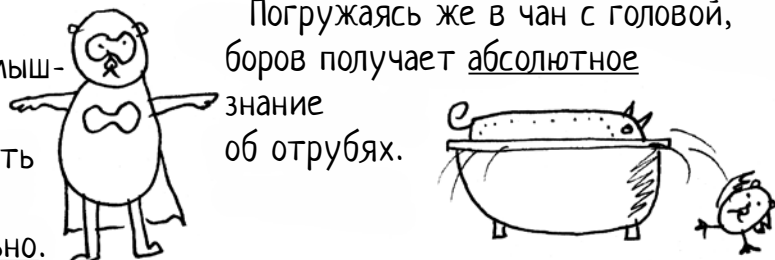 Погружаясь же в чан с головой,
боров получает абсолютное
знание
об отрубях.